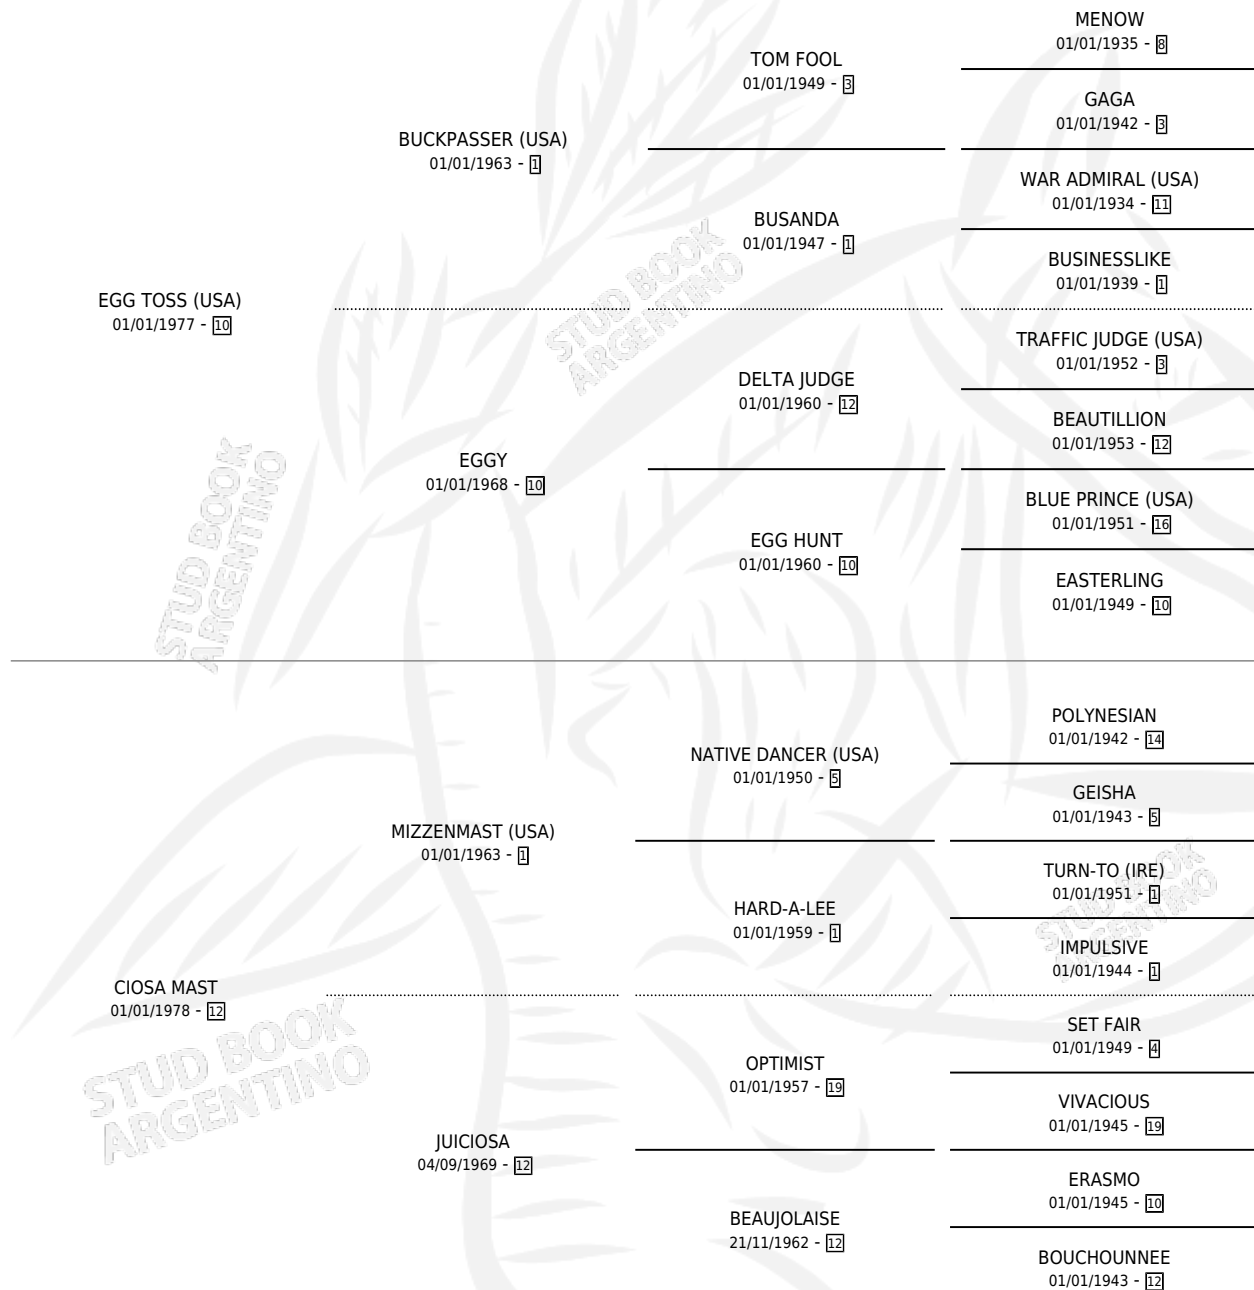 MENOW
01/01/1935 - 8
TOM FOOL
01/01/1949 - 3
GAGA
01/01/1942 - 3
BUCKPASSER (USA)
01/01/1963 - 1
WAR ADMIRAL (USA)
01/01/1934 - 11
BUSANDA
01/01/1947 - 1
BUSINESSLIKE
01/01/1939 - 1
EGG TOSS (USA)
01/01/1977 - 10
TRAFFIC JUDGE (USA)
01/01/1952 - 3
DELTA JUDGE
01/01/1960 - 12
BEAUTILLION
01/01/1953 - 12
EGGY
01/01/1968 - 10
BLUE PRINCE (USA)
01/01/1951 - 16
EGG HUNT
01/01/1960 - 10
EASTERLING
01/01/1949 - 10
POLYNESIAN
01/01/1942 - 14
NATIVE DANCER (USA)
01/01/1950 - 5
GEISHA
01/01/1943 - 5
MIZZENMAST (USA)
01/01/1963 - 1
TURN-TO (IRE)
01/01/1951 - 1
HARD-A-LEE
01/01/1959 - 1
IMPULSIVE
01/01/1944 - 1
CIOSA MAST
01/01/1978 - 12
SET FAIR
01/01/1949 - 4
OPTIMIST
01/01/1957 - 19
VIVACIOUS
01/01/1945 - 19
JUICIOSA
04/09/1969 - 12
ERASMO
01/01/1945 - 10
BEAUJOLAISE
21/11/1962 - 12
BOUCHOUNNEE
01/01/1943 - 12
STUD BOOK
ARGENTINO
STUD BOOK
ARGENTINO
STUD BOOK
ARGENTINO
STUD BOOK
ARGENTINO